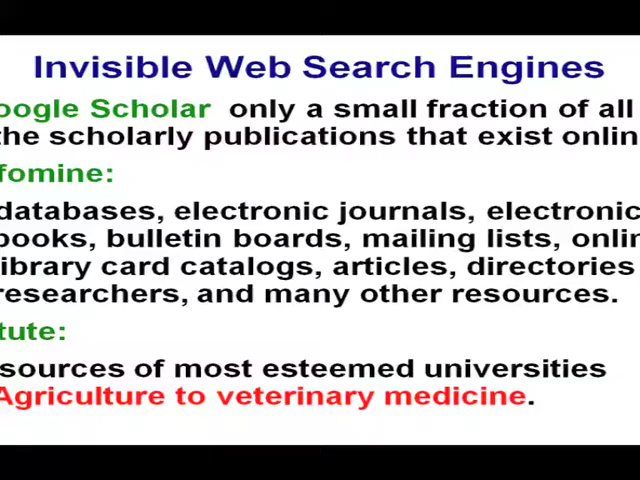 Invisible Web Search Engines
oogle Scholar only a small fraction of all
the scholarly publications that exist onlin
fomine:
databases, electronic journals, electronic
books, bulletin boards, mailing lists, onlin
library card catalogs, articles, directories
researchers, and many other resources.
tute:
sources of most esteemed universities
Agriculture to veterinary medicine.